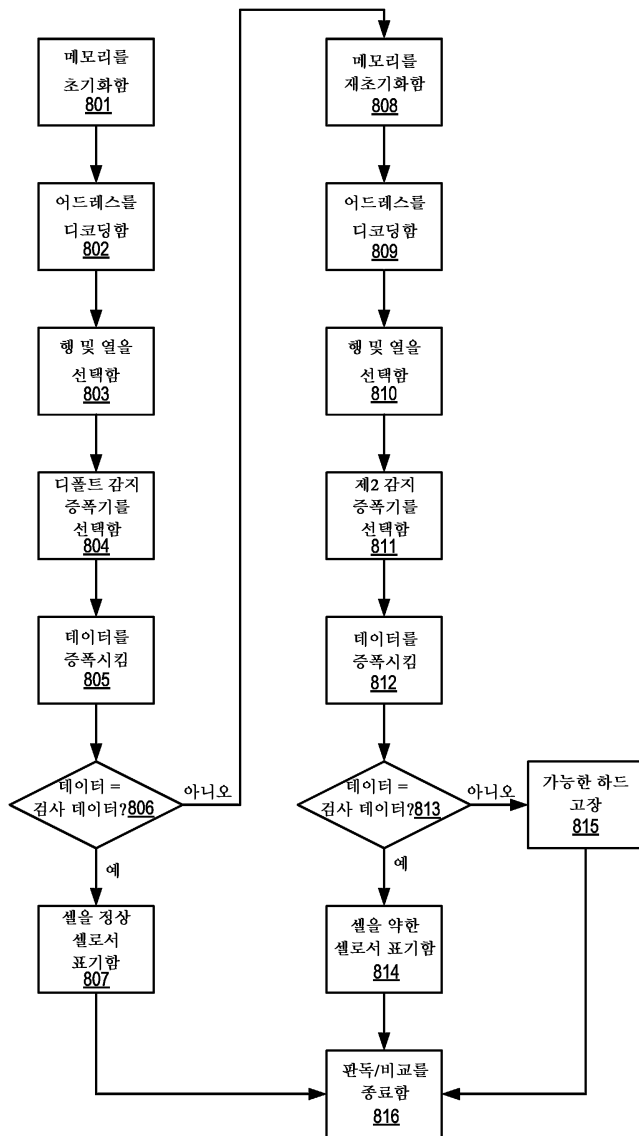 메모리를
초기화함
801
어드레스를
디코딩함
802
행 및 열을
선택함
803
디폴트 감지
증폭기를
선택함
804
데이터를
증폭시킴
805
데이터 =
검사 데이터?806
아니오
예
셀을 정상
셀로서
표기함
807
메모리를
재초기화함
808
어드레스를
디코딩함
809
행 및 열을
선택함
810
제2 감지
증폭기를
선택함
811
데이터를
증폭시킴
812
데이터 =
검사 데이터?813
아니오
예
가능한 하드
고장
815
셀을 약한
셀로서 표기함
814
판독/비교를
종료함
816